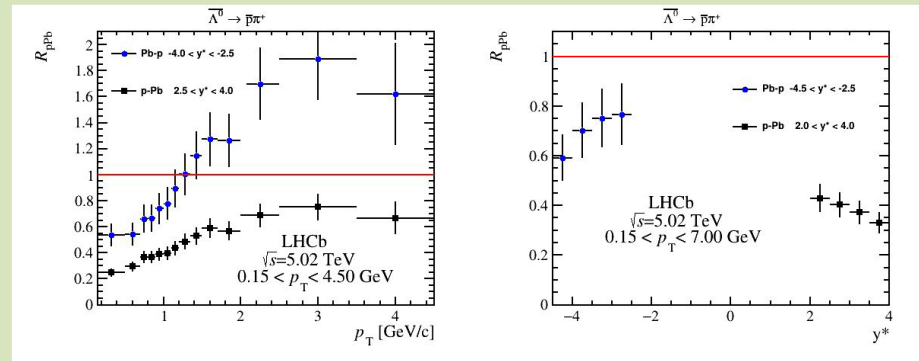 Λ̅⁰ → p̅π⁺
R_pPb
2
1.8
1.6
1.4
1.2
1
0.8
0.6
0.4
0.2
0
Pb-p -4.0 < y* < -2.5
p-Pb 2.5 < y* < 4.0
LHCb
√s=5.02 TeV
0.15 < p_T < 4.50 GeV
1 2 3 4
p_T [GeV/c]
Λ̅⁰ → p̅π⁺
R_pPb
1
0.8
0.6
0.4
0.2
0
Pb-p -4.5 < y* < -2.5
p-Pb 2.0 < y* < 4.0
LHCb
√s=5.02 TeV
0.15 < p_T < 7.00 GeV
−4 −2 0 2 4
y*